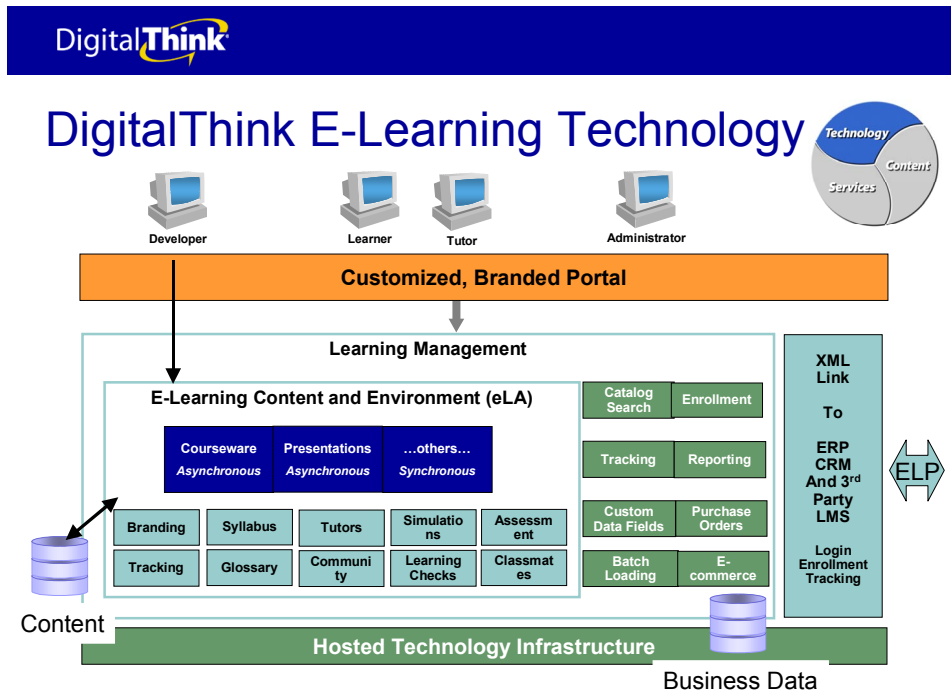 DigitalThink
DigitalThink E-Learning Technology
Technology
Content
Services
Developer
Learner
Tutor
Administrator
Customized, Branded Portal
Learning Management
E-Learning Content and Environment (eLA)
Courseware
Asynchronous
Presentations
Asynchronous
…others…
Synchronous
Branding
Syllabus
Tutors
Simulatio
ns
Assessm
ent
Tracking
Glossary
Communi
ty
Learning
Checks
Classmat
es
Catalog
Search
Enrollment
Tracking
Reporting
Custom
Data Fields
Purchase
Orders
Batch
Loading
E-
commerce
XML
Link
To
ERP
CRM
And 3rd
Party
LMS
Login
Enrollment
Tracking
ELP
Content
Hosted Technology Infrastructure
Business Data